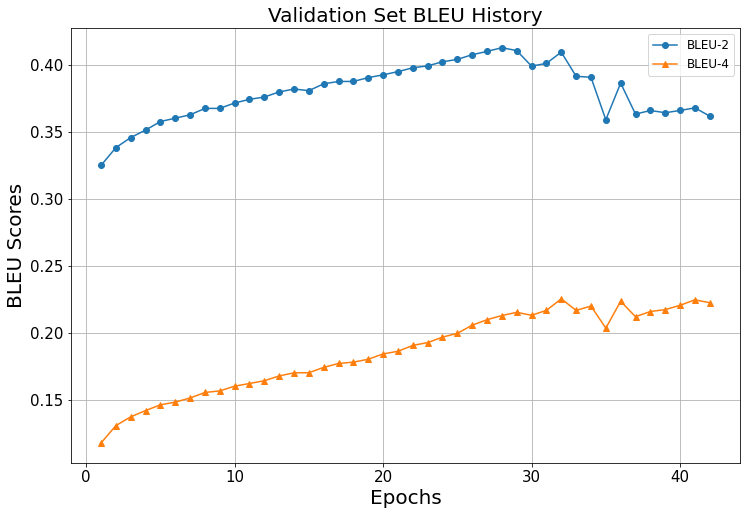 Validation Set BLEU History
BLEU-2
BLEU-4
BLEU Scores
0.40
0.35
0.30
0.25
0.20
0.15
0 10 20 30 40
Epochs